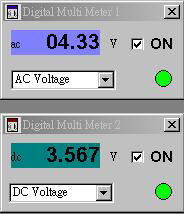 Digital Multi Meter 1
ac 04.33 V ON
AC Voltage
Digital Multi Meter 2
dc 3.567 V ON
DC Voltage